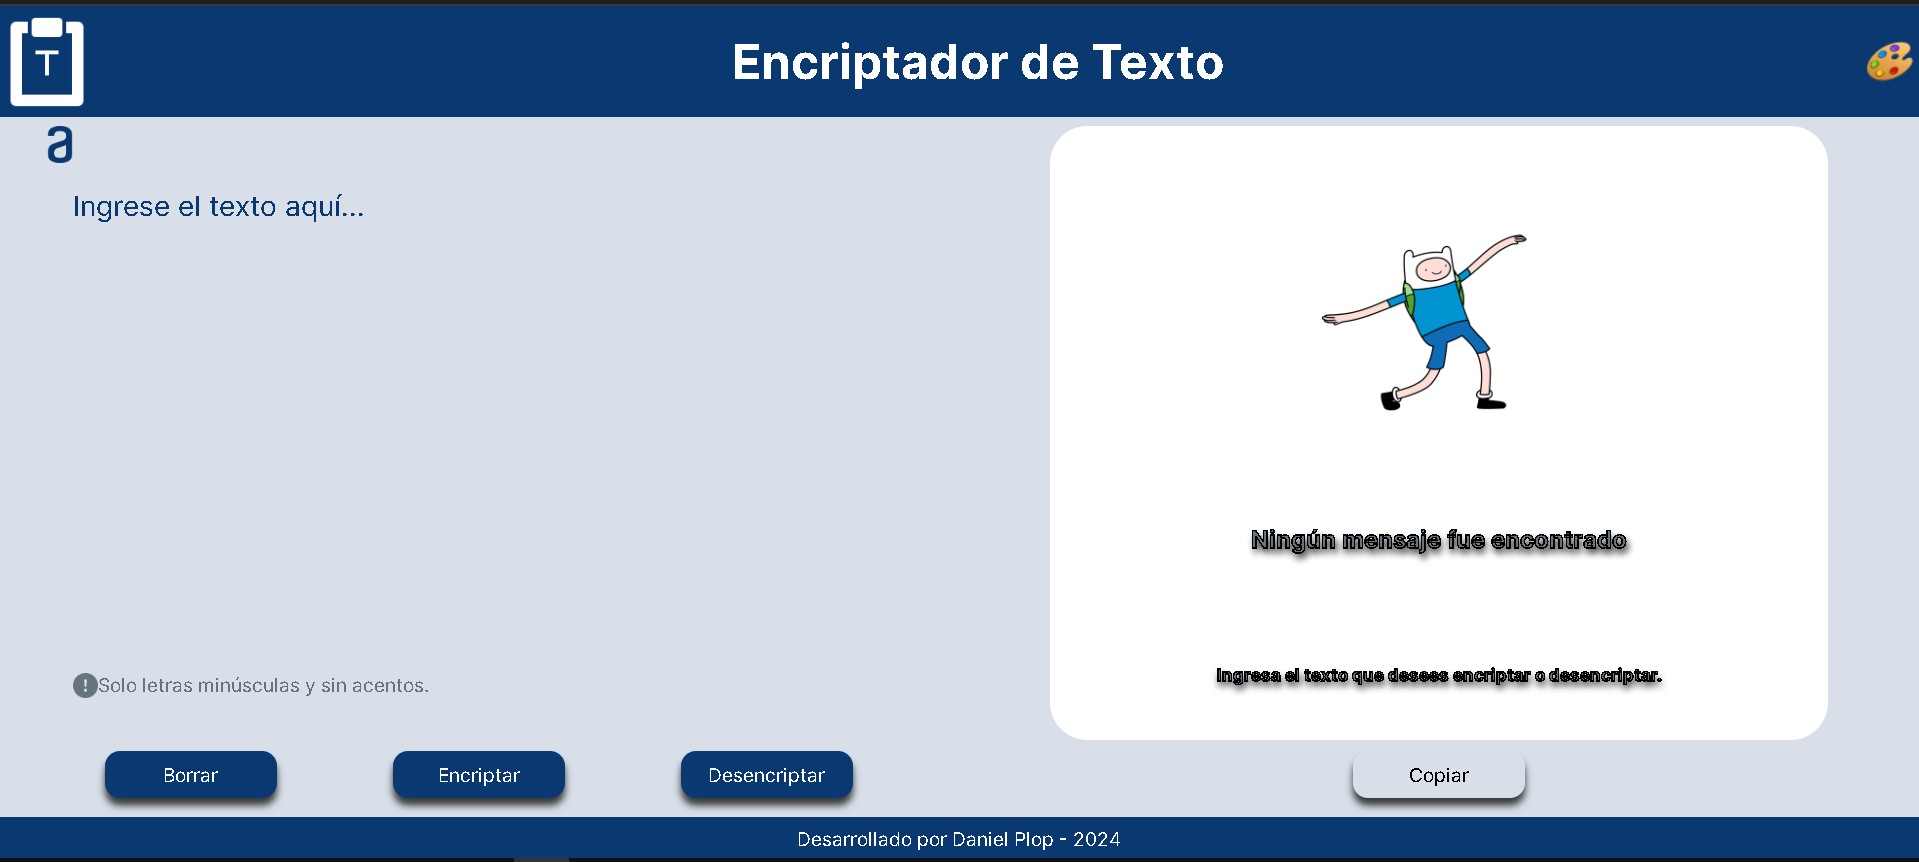 T
Encriptador de Texto
a
Ingrese el texto aquí...
Solo letras minúsculas y sin acentos.
Borrar
Encriptar
Desencriptar
Ningún mensaje fue encontrado
Ingresa el texto que desees encriptar o desencriptar.
Copiar
Desarrollado por Daniel Plop - 2024